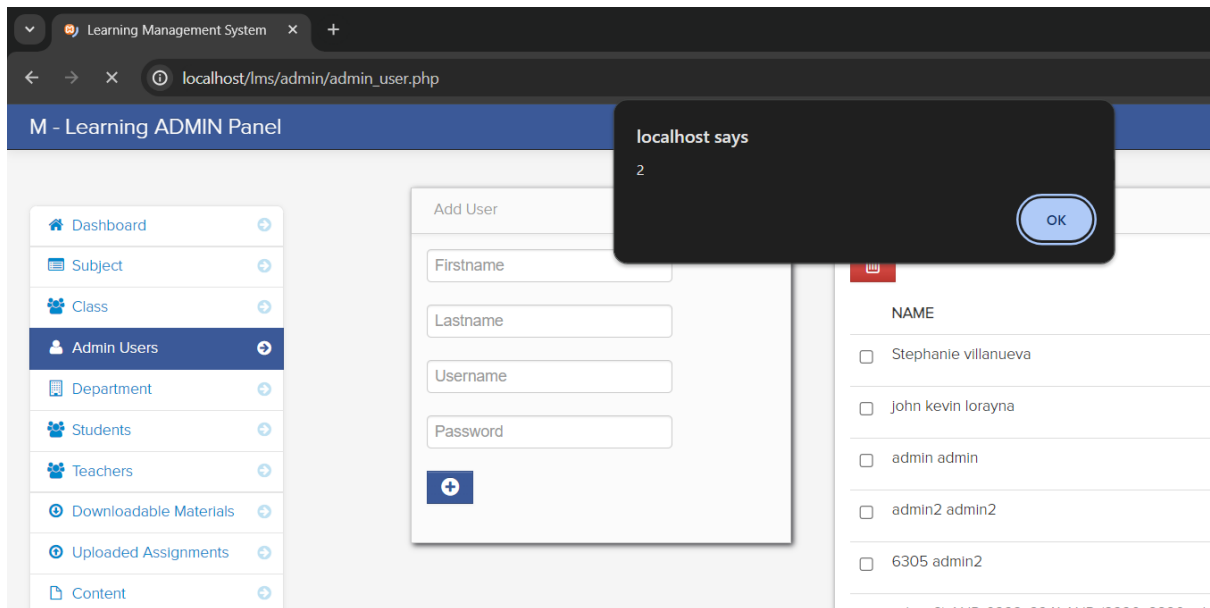 Learning Management System
localhost/lms/admin/admin_user.php
M - Learning ADMIN Panel
localhost says
2
OK
Dashboard
Subject
Class
Admin Users
Department
Students
Teachers
Downloadable Materials
Uploaded Assignments
Content
Add User
Firstname
Lastname
Username
Password
NAME
Stephanie villanueva
john kevin lorayna
admin admin
admin2 admin2
6305 admin2